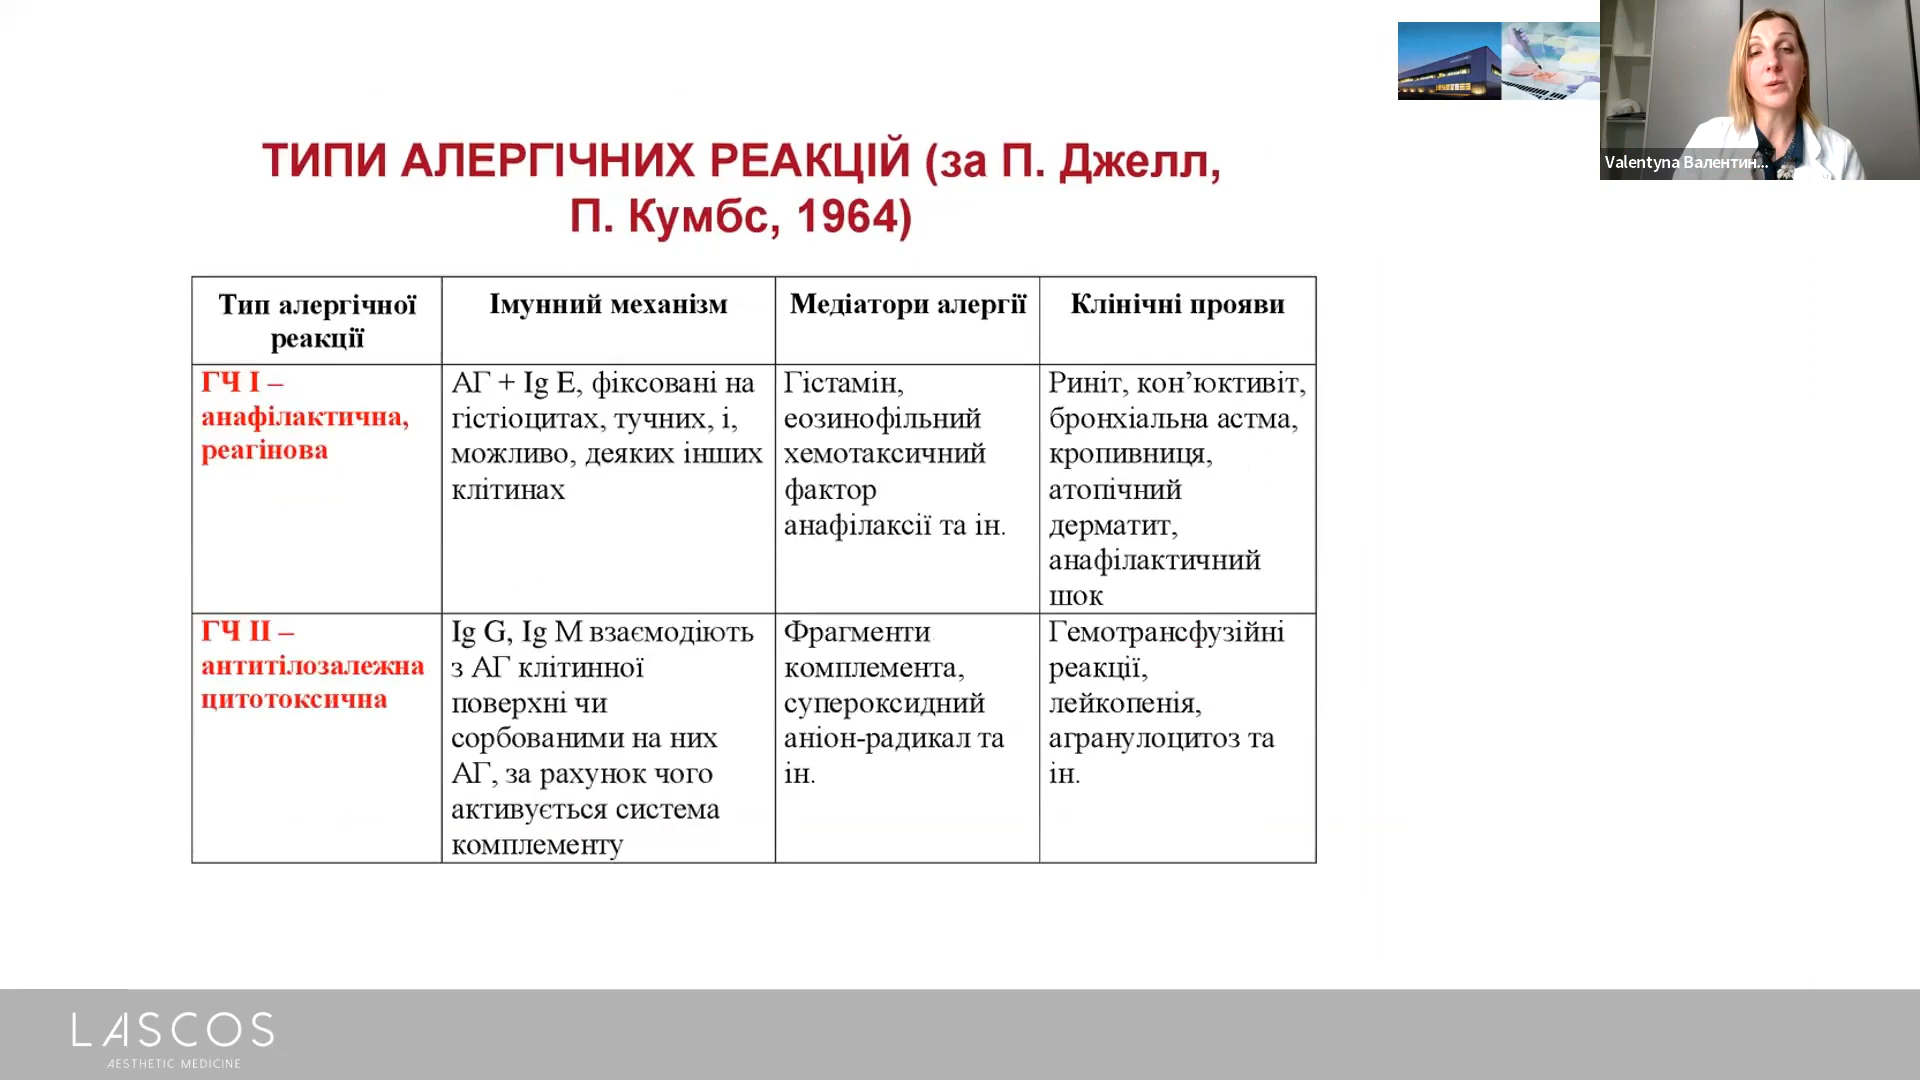 Valentyna Валентин...
ТИПИ АЛЕРГІЧНИХ РЕАКЦІЙ (за П. Джелл,
П. Кумбс, 1964)
Тип алергічної
реакції
Імунний механізм
Медіатори алергії
Клінічні прояви
ГЧ I –
анафілактична,
реагінова
АГ + Ig E, фіксовані на
гістіоцитах, тучних, і,
можливо, деяких інших
клітинах
Гістамін,
еозинофільний
хемотаксичний
фактор
анафілаксії та ін.
Риніт, кон’юктивіт,
бронхіальна астма,
кропивниця,
атопічний
дерматит,
анафілактичний
шок
ГЧ II –
антитілозалежна
цитотоксична
Ig G, Ig M взаємодіють
з АГ клітинної
поверхні чи
сорбованими на них
АГ, за рахунок чого
активується система
комплементу
Фрагменти
комплемента,
супероксидний
аніон-радикал та
ін.
Гемотрансфузійні
реакції,
лейкопенія,
агранулоцитоз та
ін.
LASCOS
AESTHETIC MEDICINE